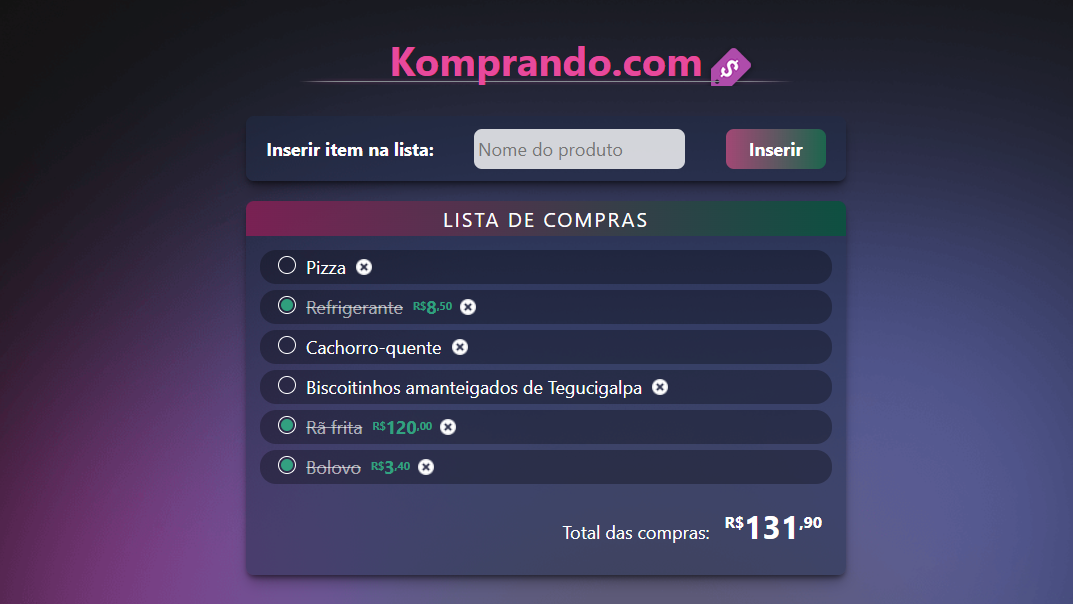 Komprando.com
Inserir item na lista: Nome do produto Inserir
LISTA DE COMPRAS
Pizza
Refrigerante R$8,50
Cachorro-quente
Biscoitinhos amanteigados de Tegucigalpa
Rã frita R$120,00
Bolovo R$3,40
Total das compras: R$131,90